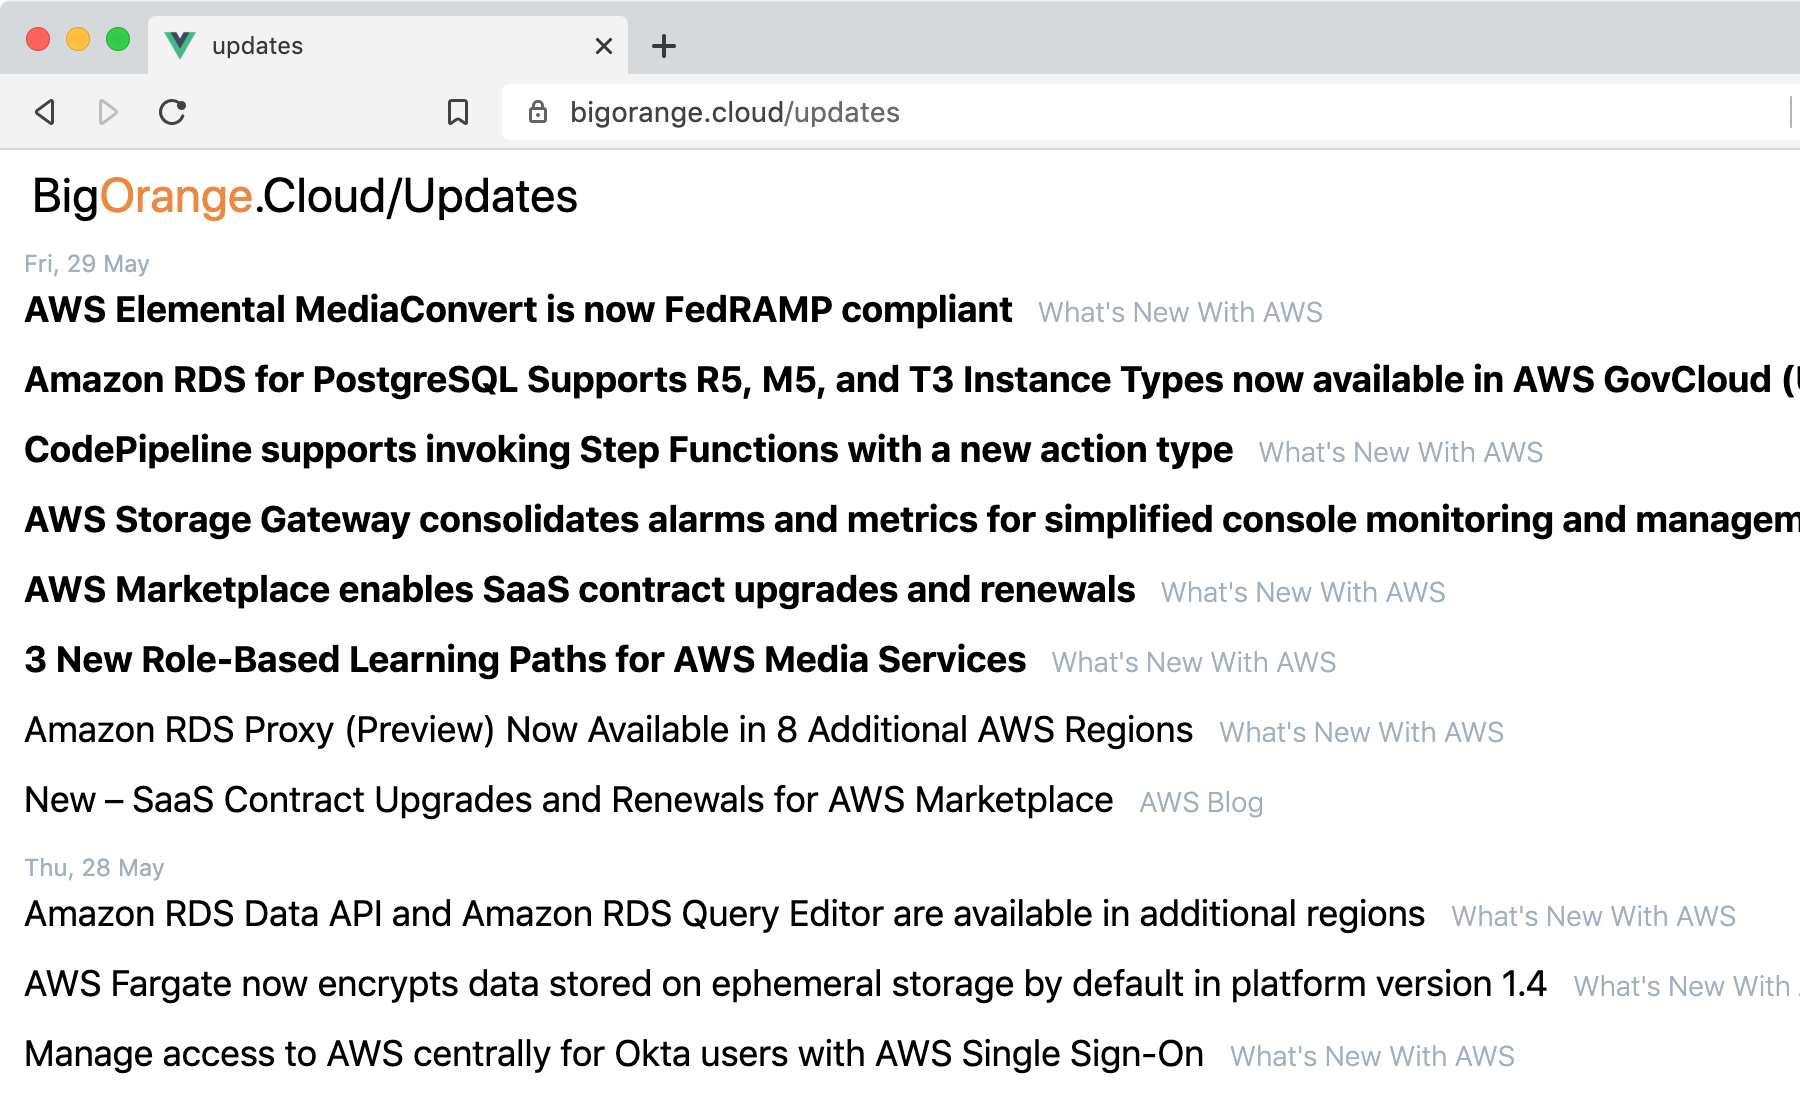 updates
bigorange.cloud/updates
BigOrange.Cloud/Updates
Fri, 29 May
AWS Elemental MediaConvert is now FedRAMP compliant What's New With AWS
Amazon RDS for PostgreSQL Supports R5, M5, and T3 Instance Types now available in AWS GovCloud (
CodePipeline supports invoking Step Functions with a new action type What's New With AWS
AWS Storage Gateway consolidates alarms and metrics for simplified console monitoring and managem
AWS Marketplace enables SaaS contract upgrades and renewals What's New With AWS
3 New Role-Based Learning Paths for AWS Media Services What's New With AWS
Amazon RDS Proxy (Preview) Now Available in 8 Additional AWS Regions What's New With AWS
New – SaaS Contract Upgrades and Renewals for AWS Marketplace AWS Blog
Thu, 28 May
Amazon RDS Data API and Amazon RDS Query Editor are available in additional regions What's New With AWS
AWS Fargate now encrypts data stored on ephemeral storage by default in platform version 1.4 What's New With
Manage access to AWS centrally for Okta users with AWS Single Sign-On What's New With AWS